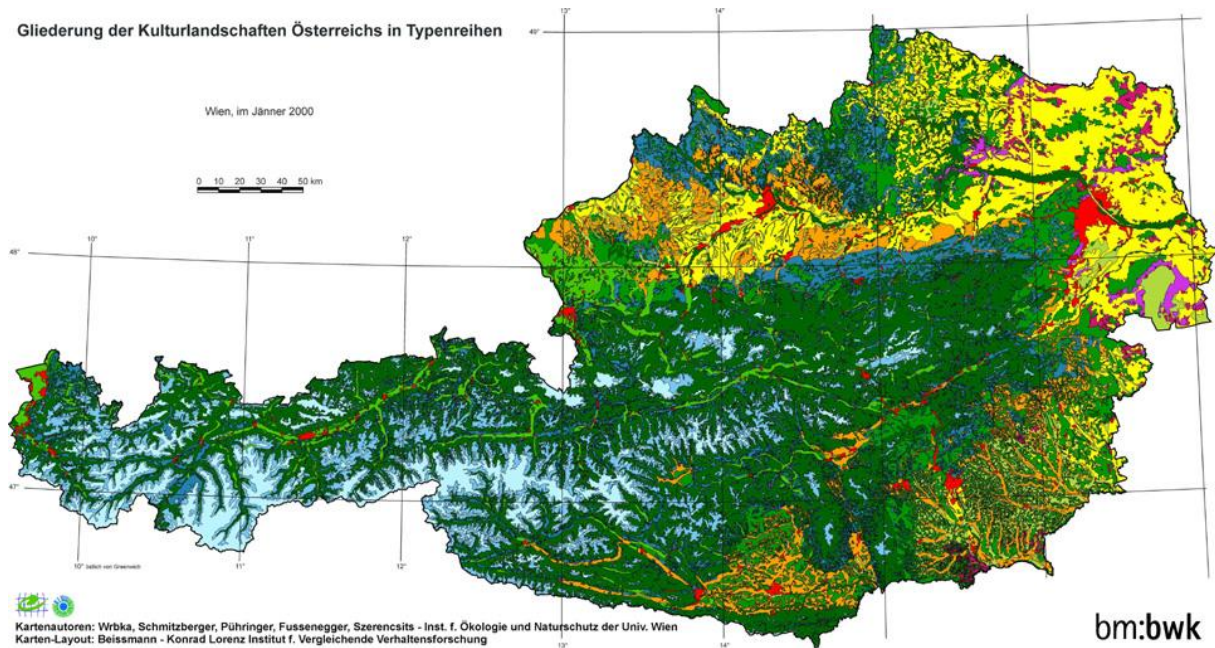 Gliederung der Kulturlandschaften Österreichs in Typenreihen
Wien, im Jänner 2000
0 10 20 30 40 50 km
13°
14°
49°
48°
10°
11°
12°
47°
10° östlich von Greenwich
11°
12°
13°
14°
Kartenautoren: Wrbka, Schmitzberger, Pühringer, Fussenegger, Szerencsits - Inst. f. Ökologie und Naturschutz der Univ. Wien
Karten-Layout: Beissmann - Konrad Lorenz Institut f. Vergleichende Verhaltensforschung
bm:bwk